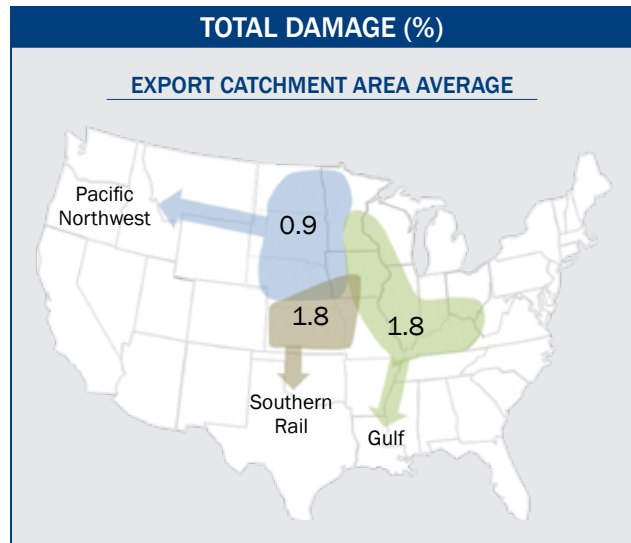 TOTAL DAMAGE (%)
EXPORT CATCHMENT AREA AVERAGE
Pacific
Northwest
0.9
1.8
1.8
Southern
Rail
Gulf